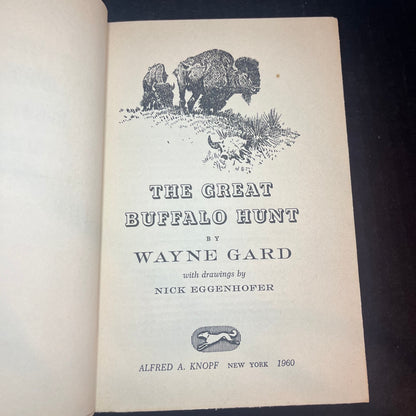 THE GREAT
BUFFALO HUNT
BY
WAYNE GARD
with drawings by
NICK EGGENHOFER
ALFRED A. KNOPF NEW YORK 1960